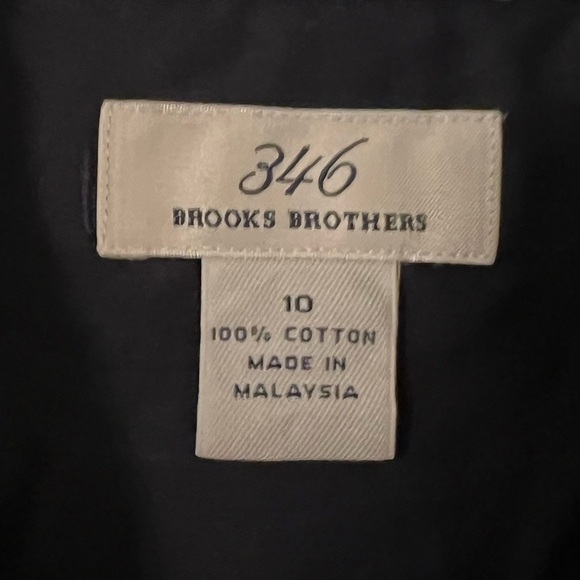 346
BROOKS BROTHERS
10
100% COTTON
MADE IN
MALAYSIA